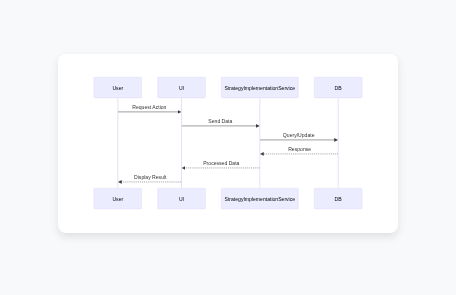 User
UI
StrategyImplementationService
DB
Request Action
Send Data
Query/Update
Response
Processed Data
Display Result
User
UI
StrategyImplementationService
DB